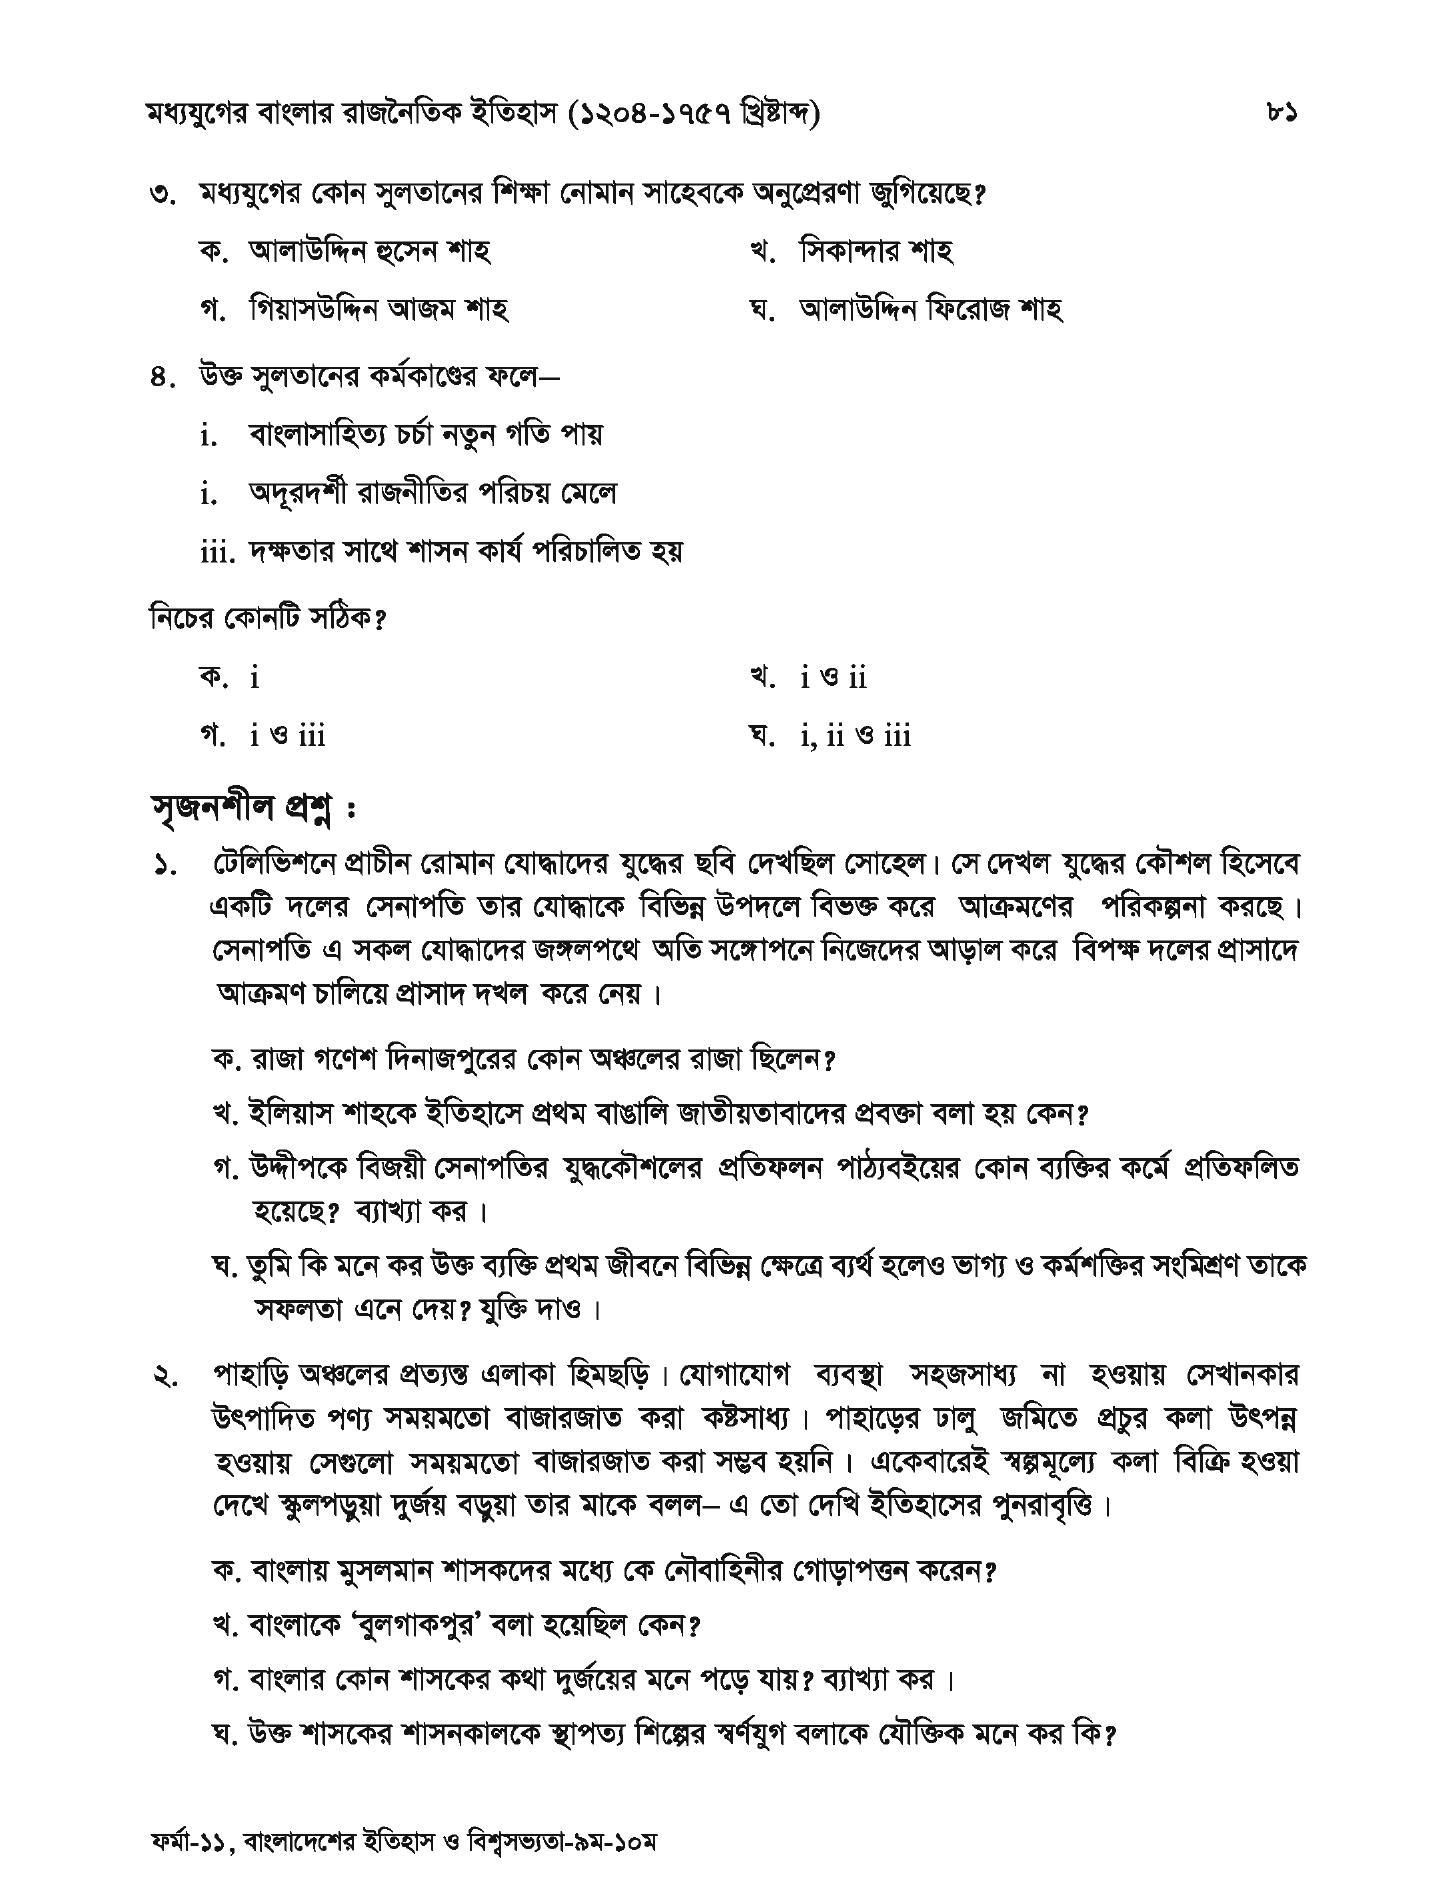 মধ্যযুগের বাংলার রাজনৈতিক ইতিহাস (১২০৪-১৭৫৭ খ্রিষ্টাব্দ) ৮১
৩. মধ্যযুগের কোন সুলতানের শিক্ষা নোমান সাহেবকে অনুপ্রেরণা জুগিয়েছে?
ক. আলাউদ্দিন হুসেন শাহ খ. সিকান্দার শাহ
গ. গিয়াসউদ্দিন আজম শাহ ঘ. আলাউদ্দিন ফিরোজ শাহ
৪. উক্ত সুলতানের কর্মকাণ্ডের ফলে–
i. বাংলাসাহিত্য চর্চা নতুন গতি পায়
i. অদূরদর্শী রাজনীতির পরিচয় মেলে
iii. দক্ষতার সাথে শাসন কার্য পরিচালিত হয়
নিচের কোনটি সঠিক?
ক. i খ. i ও ii
গ. i ও iii ঘ. i, ii ও iii
সৃজনশীল প্রশ্ন :
১. টেলিভিশনে প্রাচীন রোমান যোদ্ধাদের যুদ্ধের ছবি দেখছিল সোহেল। সে দেখল যুদ্ধের কৌশল হিসেবে
একটি দলের সেনাপতি তার যোদ্ধাকে বিভিন্ন উপদলে বিভক্ত করে আক্রমণের পরিকল্পনা করছে।
সেনাপতি এ সকল যোদ্ধাদের জঙ্গলপথে অতি সঙ্গোপনে নিজেদের আড়াল করে বিপক্ষ দলের প্রাসাদে
আক্রমণ চালিয়ে প্রাসাদ দখল করে নেয়।
ক. রাজা গণেশ দিনাজপুরের কোন অঞ্চলের রাজা ছিলেন?
খ. ইলিয়াস শাহকে ইতিহাসে প্রথম বাঙালি জাতীয়তাবাদের প্রবক্তা বলা হয় কেন?
গ. উদ্দীপকে বিজয়ী সেনাপতির যুদ্ধকৌশলের প্রতিফলন পাঠ্যবইয়ের কোন ব্যক্তির কর্মে প্রতিফলিত
হয়েছে? ব্যাখ্যা কর।
ঘ. তুমি কি মনে কর উক্ত ব্যক্তি প্রথম জীবনে বিভিন্ন ক্ষেত্রে ব্যর্থ হলেও ভাগ্য ও কর্মশক্তির সংমিশ্রণ তাকে
সফলতা এনে দেয়? যুক্তি দাও।
২. পাহাড়ি অঞ্চলের প্রত্যন্ত এলাকা হিমছড়ি। যোগাযোগ ব্যবস্থা সহজসাধ্য না হওয়ায় সেখানকার
উৎপাদিত পণ্য সময়মতো বাজারজাত করা কষ্টসাধ্য। পাহাড়ের ঢালু জমিতে প্রচুর কলা উৎপন্ন
হওয়ায় সেগুলো সময়মতো বাজারজাত করা সম্ভব হয়নি। একেবারেই স্বল্পমূল্যে কলা বিক্রি হওয়া
দেখে স্কুলপড়ুয়া দুর্জয় বড়ুয়া তার মাকে বলল– এ তো দেখি ইতিহাসের পুনরাবৃত্তি।
ক. বাংলায় মুসলমান শাসকদের মধ্যে কে নৌবাহিনীর গোড়াপত্তন করেন?
খ. বাংলাকে ‘বুলগাকপুর’ বলা হয়েছিল কেন?
গ. বাংলার কোন শাসকের কথা দুর্জয়ের মনে পড়ে যায়? ব্যাখ্যা কর।
ঘ. উক্ত শাসকের শাসনকালকে স্থাপত্য শিল্পের স্বর্ণযুগ বলাকে যৌক্তিক মনে কর কি?
ফর্মা-১১, বাংলাদেশের ইতিহাস ও বিশ্বসভ্যতা-৯ম-১০ম